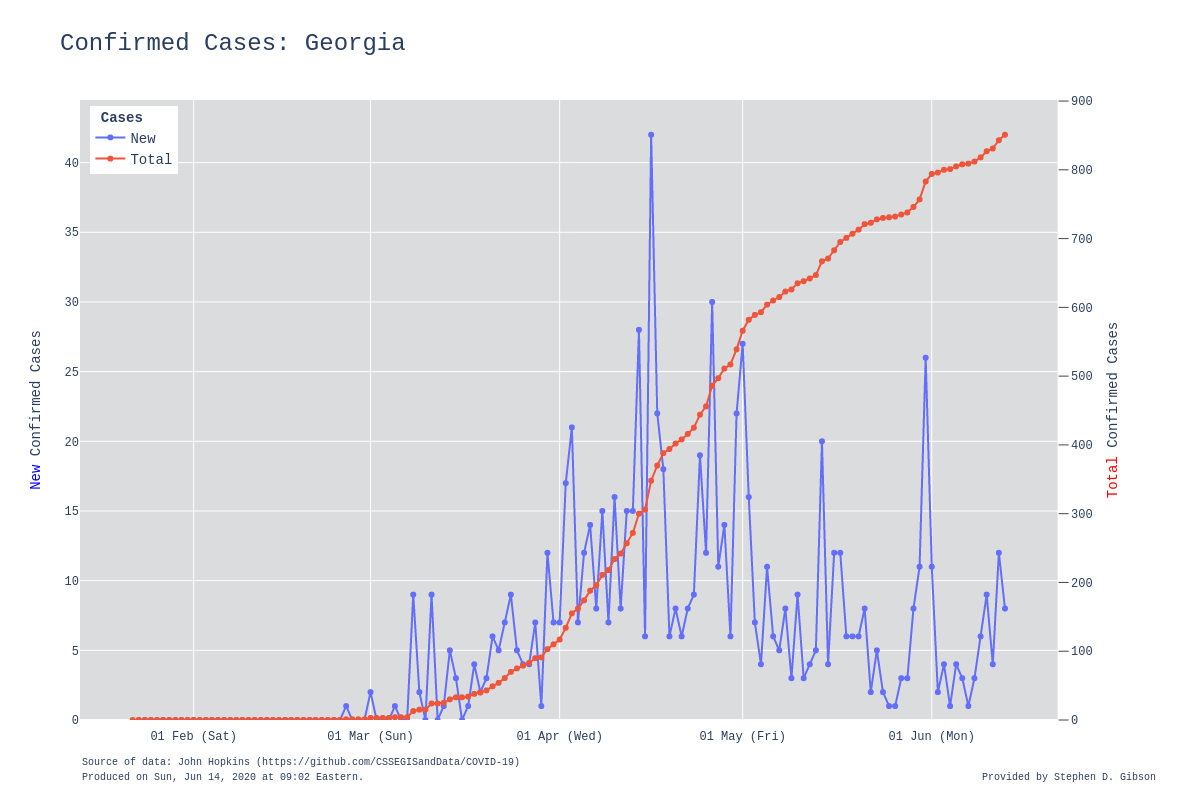 Confirmed Cases: Georgia
Cases
New
Total
40
35
30
25
20
15
10
5
0
900
800
700
600
500
400
300
200
100
0
New Confirmed Cases
Total Confirmed Cases
01 Feb (Sat)
01 Mar (Sun)
01 Apr (Wed)
01 May (Fri)
01 Jun (Mon)
Source of data: John Hopkins (https://github.com/CSSEGISandData/COVID-19)
Produced on Sun, Jun 14, 2020 at 09:02 Eastern.
Provided by Stephen D. Gibson